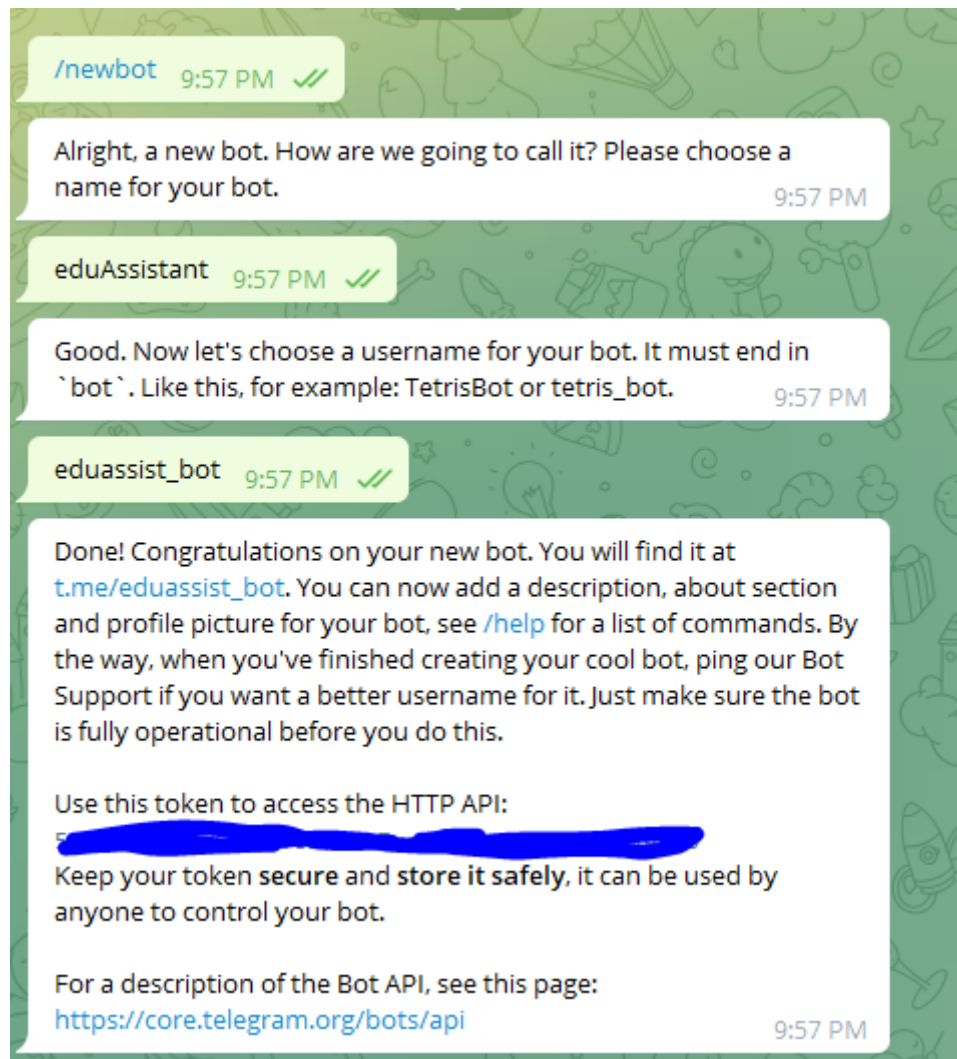 /newbot 9:57 PM
Alright, a new bot. How are we going to call it? Please choose a
name for your bot.
9:57 PM
eduAssistant 9:57 PM
Good. Now let's choose a username for your bot. It must end in
`bot`. Like this, for example: TetrisBot or tetris_bot.
9:57 PM
eduassist_bot 9:57 PM
Done! Congratulations on your new bot. You will find it at
t.me/eduassist_bot. You can now add a description, about section
and profile picture for your bot, see /help for a list of commands. By
the way, when you've finished creating your cool bot, ping our Bot
Support if you want a better username for it. Just make sure the bot
is fully operational before you do this.
Use this token to access the HTTP API:
Keep your token secure and store it safely, it can be used by
anyone to control your bot.
For a description of the Bot API, see this page:
https://core.telegram.org/bots/api
9:57 PM